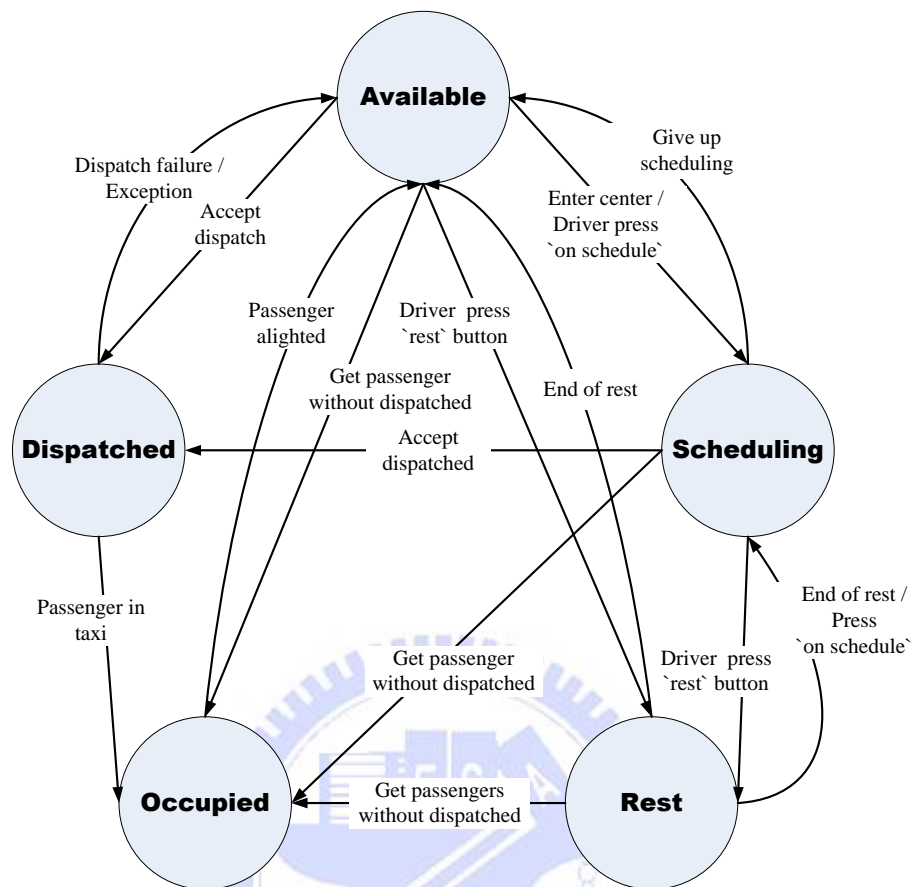 Available
Give up
scheduling
Dispatch failure /
Exception
Accept
dispatch
Enter center /
Driver press
`on schedule`
Passenger
alighted
Driver press
`rest` button
Get passenger
without dispatched
End of rest
Dispatched
Accept
dispatched
Scheduling
Passenger in
taxi
End of rest /
Press
`on schedule`
Get passenger
without dispatched
Driver press
`rest` button
Occupied
Get passengers
without dispatched
Rest